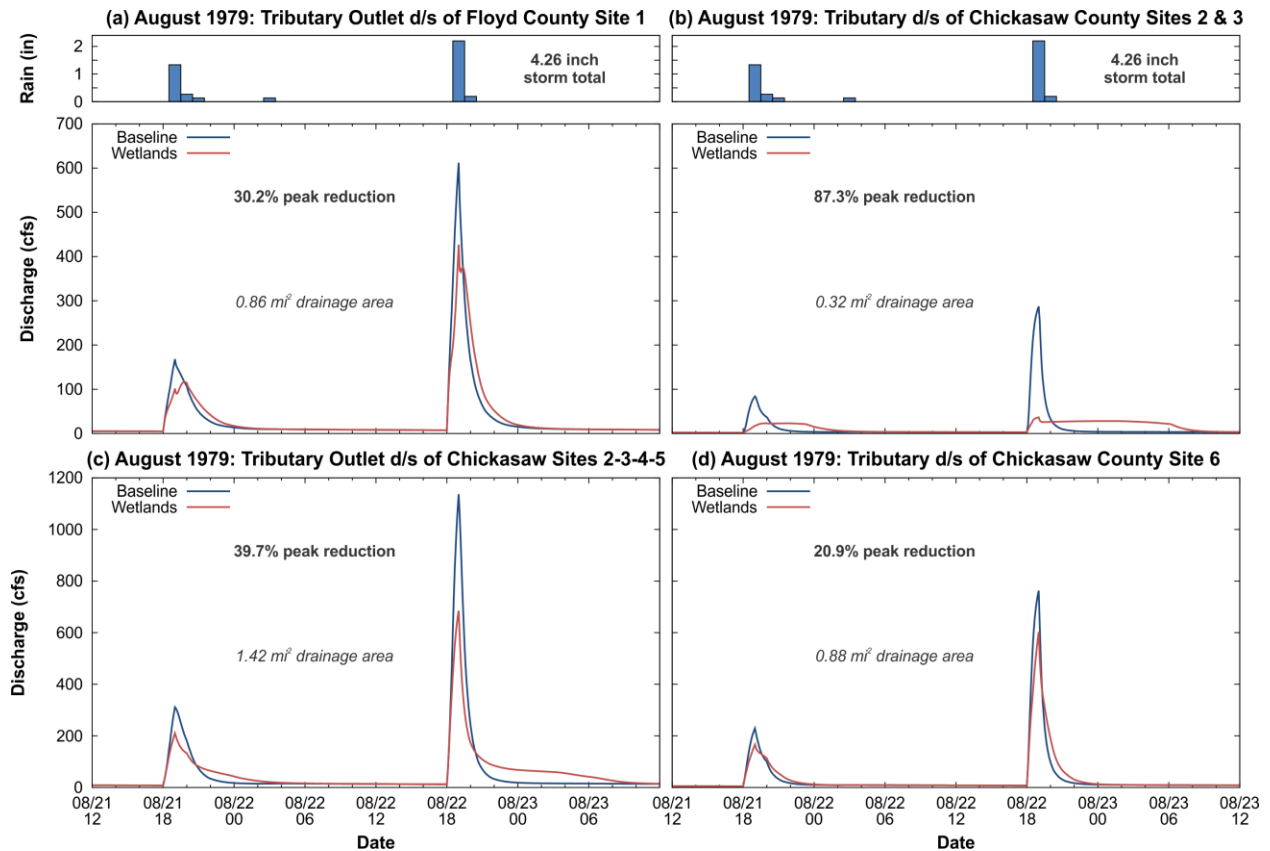 (a) August 1979: Tributary Outlet d/s of Floyd County Site 1
Rain (in)
2
1
0
4.26 inch
storm total
Discharge (cfs)
700
600
500
400
300
200
100
0
Baseline
Wetlands
30.2% peak reduction
0.86 mi² drainage area
(b) August 1979: Tributary d/s of Chickasaw County Sites 2 & 3
4.26 inch
storm total
Baseline
Wetlands
87.3% peak reduction
0.32 mi² drainage area
(c) August 1979: Tributary Outlet d/s of Chickasaw Sites 2-3-4-5
Discharge (cfs)
1200
1000
800
600
400
200
0
Baseline
Wetlands
39.7% peak reduction
1.42 mi² drainage area
08/21 08/21 08/22 08/22 08/22 08/22 08/23 08/23
12 18 00 06 12 18 00 06
Date
(d) August 1979: Tributary d/s of Chickasaw County Site 6
Baseline
Wetlands
20.9% peak reduction
0.88 mi² drainage area
08/21 08/21 08/22 08/22 08/22 08/22 08/23 08/23 08/23
12 18 00 06 12 18 00 06 12
Date